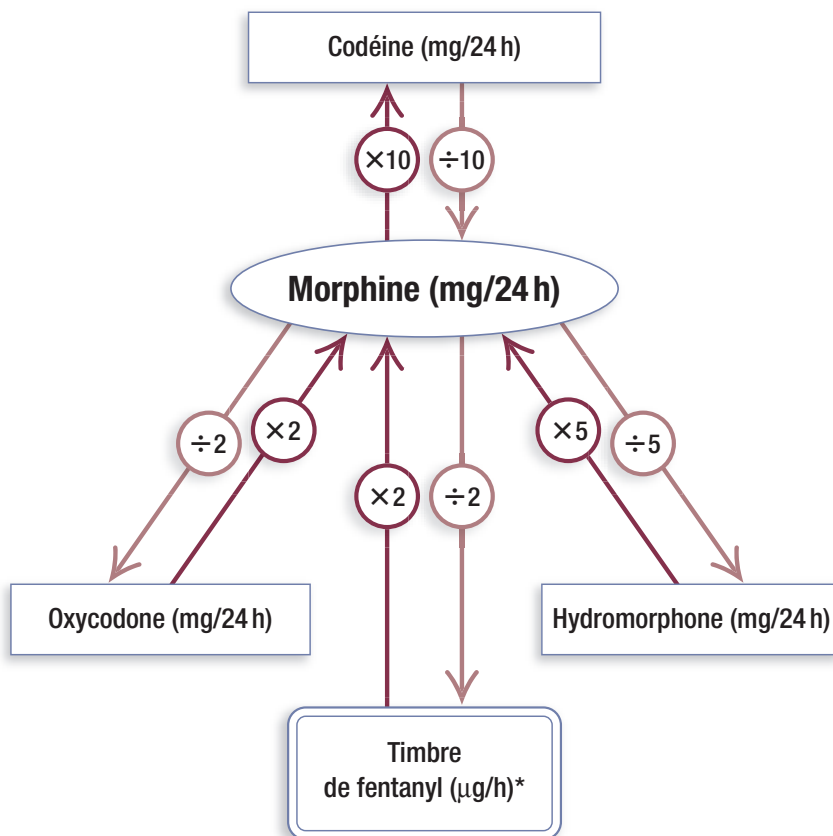 Codéine (mg/24 h)
×10
÷10
Morphine (mg/24 h)
÷2
×2
×2
÷2
×5
÷5
Oxycodone (mg/24 h)
Hydromorphone (mg/24 h)
Timbre
de fentanyl (μg/h)*